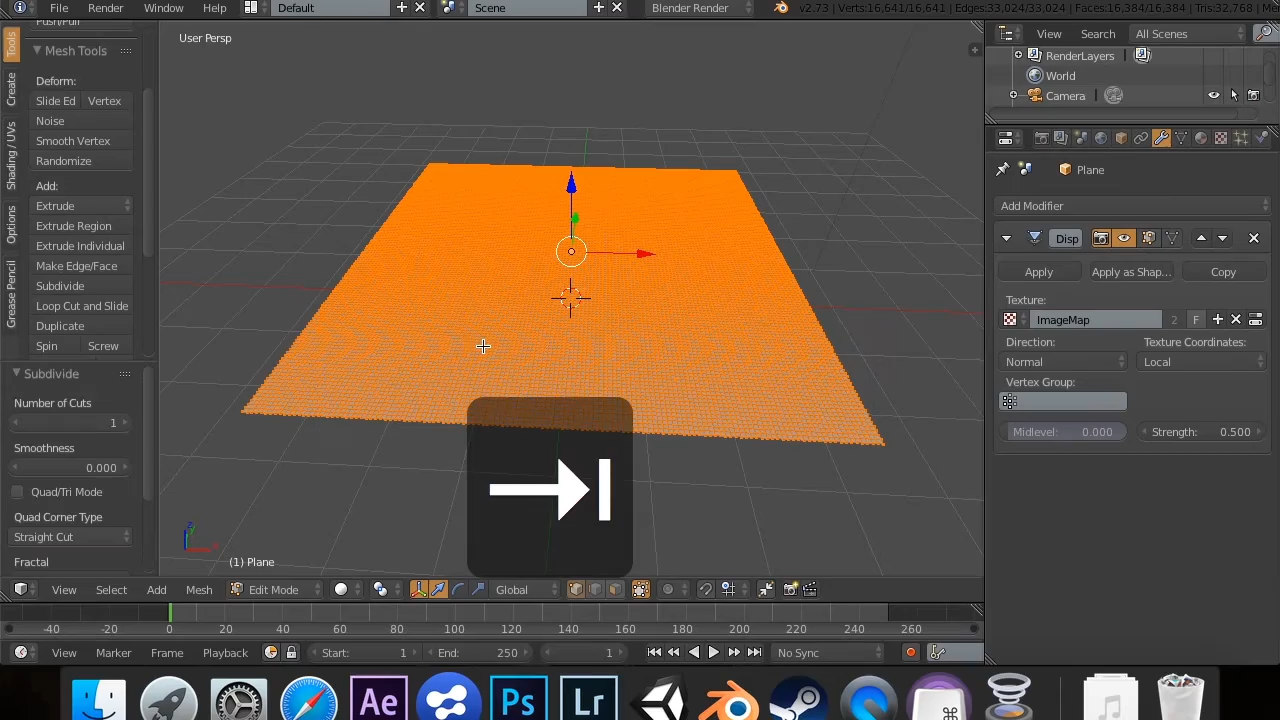 File Render Window Help Default Scene Blender Render v2.73 | Verts:16,641/16,641 | Edges:33,024/33,024 | Faces:16,384/16,384 | Tris:32,768 |
Push/Pull
Mesh Tools
Deform:
Slide Ed Vertex
Noise
Smooth Vertex
Randomize
Add:
Extrude
Extrude Region
Extrude Individual
Make Edge/Face
Subdivide
Loop Cut and Slide
Duplicate
Spin Screw
Subdivide
Number of Cuts
1
Smoothness
0.000
Quad/Tri Mode
Quad Corner Type
Straight Cut
Fractal
Tools
Create
Shading / UVs
Options
Grease Pencil
User Persp
(1) Plane
z
y
x
View Select Add Mesh Edit Mode Global
-40 -20 0 20 40 60 80 100 120 140 160 180 200 220 240 260
View Marker Frame Playback Start: 1 End: 250 1 No Sync
View Search All Scenes
RenderLayers
World
Camera
Plane
Add Modifier
Disp
Apply Apply as Shap... Copy
Texture:
ImageMap 2 F
Direction: Texture Coordinates:
Normal Local
Vertex Group:
Midlevel: 0.000 Strength: 0.500
Ae Ps Lr ⌘